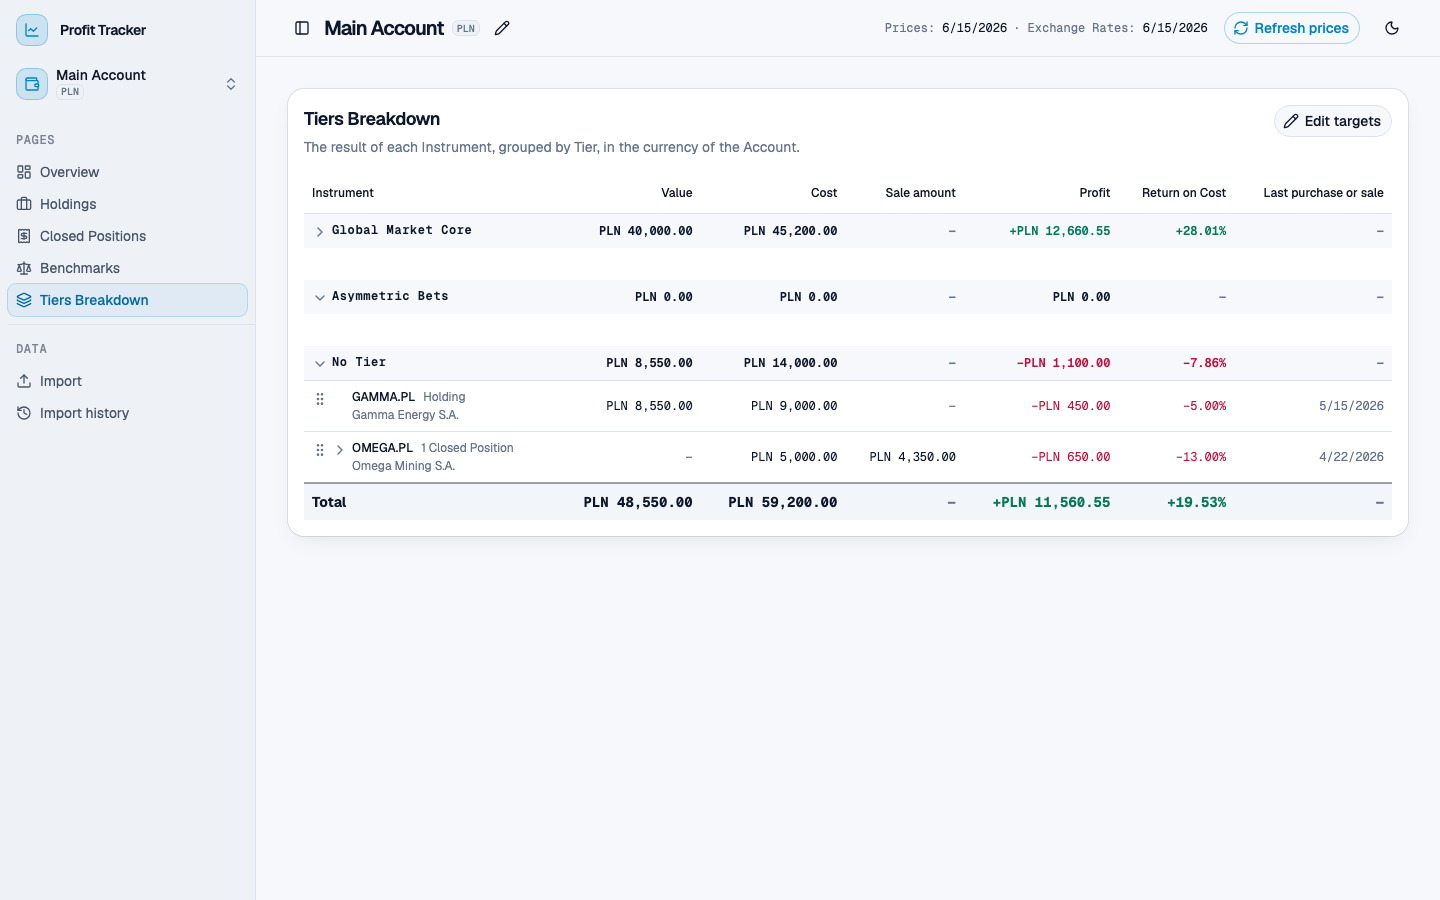 Profit Tracker
Main Account
PLN
PAGES
Overview
Holdings
Closed Positions
Benchmarks
Tiers Breakdown
DATA
Import
Import history
Main Account PLN
Prices: 6/15/2026 · Exchange Rates: 6/15/2026
Refresh prices
Tiers Breakdown
Edit targets
The result of each Instrument, grouped by Tier, in the currency of the Account.
Instrument Value Cost Sale amount Profit Return on Cost Last purchase or sale
Global Market Core PLN 40,000.00 PLN 45,200.00 — +PLN 12,660.55 +28.01% —
Asymmetric Bets PLN 0.00 PLN 0.00 — PLN 0.00 — —
No Tier PLN 8,550.00 PLN 14,000.00 — -PLN 1,100.00 -7.86% —
GAMMA.PL Holding
Gamma Energy S.A.
PLN 8,550.00 PLN 9,000.00 — -PLN 450.00 -5.00% 5/15/2026
OMEGA.PL 1 Closed Position
Omega Mining S.A.
— PLN 5,000.00 PLN 4,350.00 -PLN 650.00 -13.00% 4/22/2026
Total PLN 48,550.00 PLN 59,200.00 — +PLN 11,560.55 +19.53% —